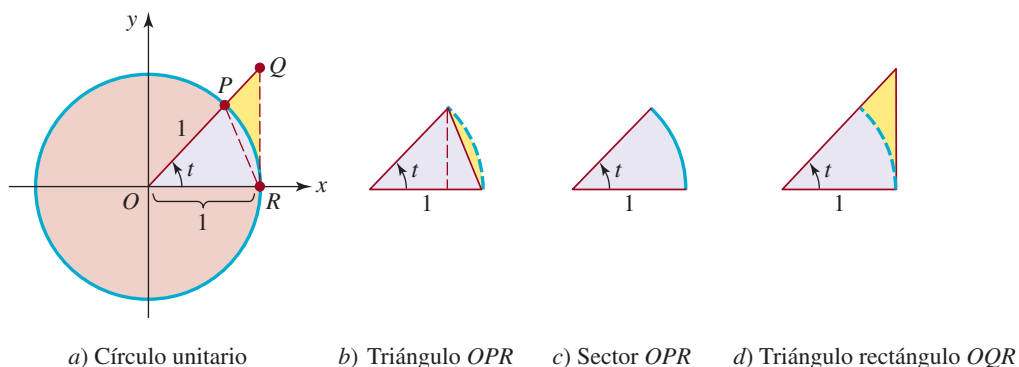 y
Q
P
1
t
x
O
R
1
t
1
t
1
t
1
a) Círculo unitario
b) Triángulo OPR
c) Sector OPR
d) Triángulo rectángulo OQR